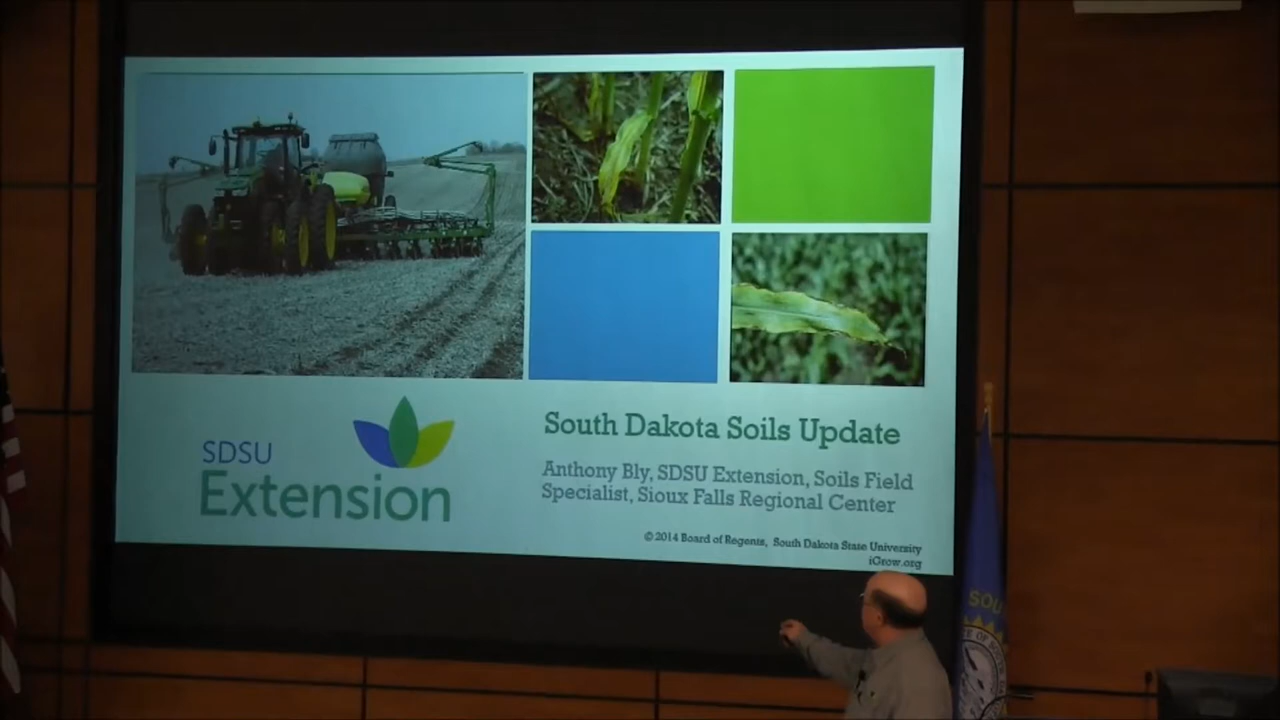 SDSU
Extension
South Dakota Soils Update
Anthony Bly, SDSU Extension, Soils Field
Specialist, Sioux Falls Regional Center
© 2014 Board of Regents, South Dakota State University
iGrow.org
SOU